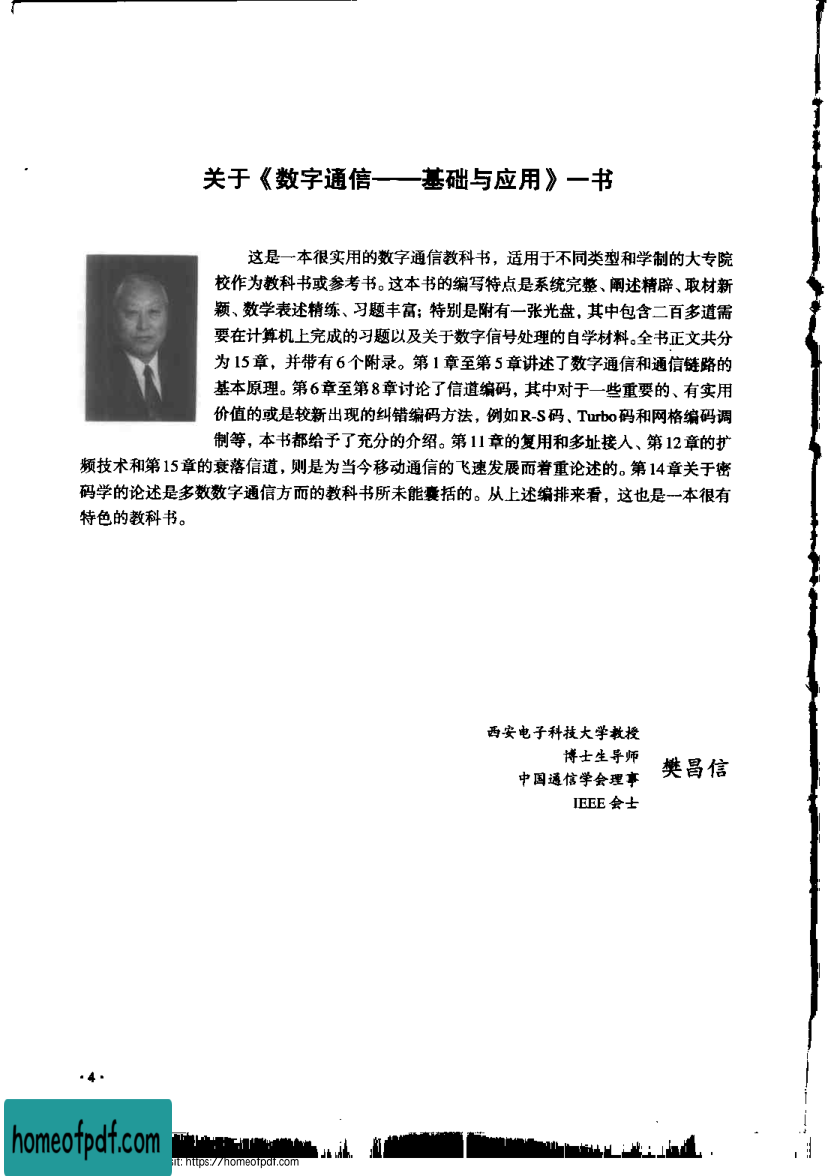 关于《数字通信——基础与应用》一书
这是一本很实用的数字通信教科书，适用于不同类型和学制的大专院
校作为教科书或参考书。这本书的编写特点是系统完整、阐述精辟、取材新
颖、数学表述精练、习题丰富；特别是附有一张光盘，其中包含二百多道需
要在计算机上完成的习题以及关于数字信号处理的自学材料。全书正文共分
为15章，并带有6个附录。第1章至第5章讲述了数字通信和通信链路的
基本原理。第6章至第8章讨论了信道编码，其中对于一些重要的、有实用
价值的或是较新出现的纠错编码方法，例如R-S码、Turbo码和网格编码调
制等，本书都给予了充分的介绍。第11章的复用和多址接人、第12章的扩
频技术和第15章的衰落信道，则是为当今移动通信的飞速发展而着重论述的。第14章关于密
码学的论述是多数数字通信方而的教科书所未能囊括的。从上述编排来看，这也是一本很有
特色的教科书。
西安电子科技大学教授
博士生导师
中国通信学会理事
IEEE会士
樊昌信
·4·
homeofpdf.com
sit: https://homeofpdf.com